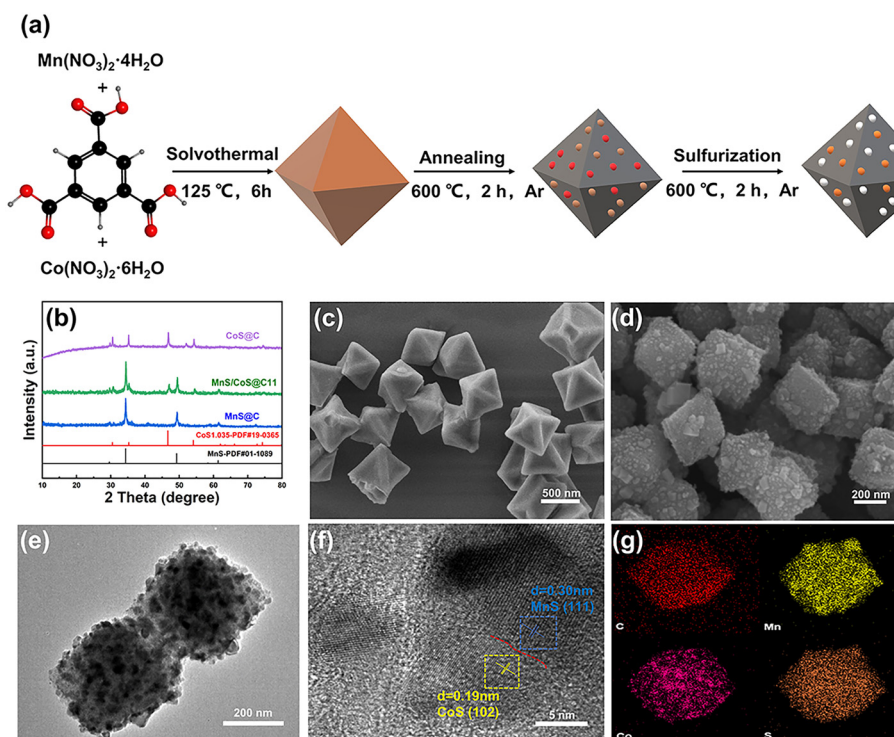 (a)
Mn(NO3)2·4H2O
+
Solvothermal
125 ℃, 6h
Annealing
600 ℃, 2 h, Ar
Sulfurization
600 ℃, 2 h, Ar
+
Co(NO3)2·6H2O
(b)
Intensity (a.u.)
CoS@C
MnS/CoS@C11
MnS@C
CoS1.035-PDF#19-0365
MnS-PDF#01-1089
10 20 30 40 50 60 70 80
2 Theta (degree)
(c)
500 nm
(d)
200 nm
(e)
200 nm
(f)
d=0.30nm
MnS (111)
d=0.19nm
CoS (102)
5 nm
(g)
C
Mn
Co
S